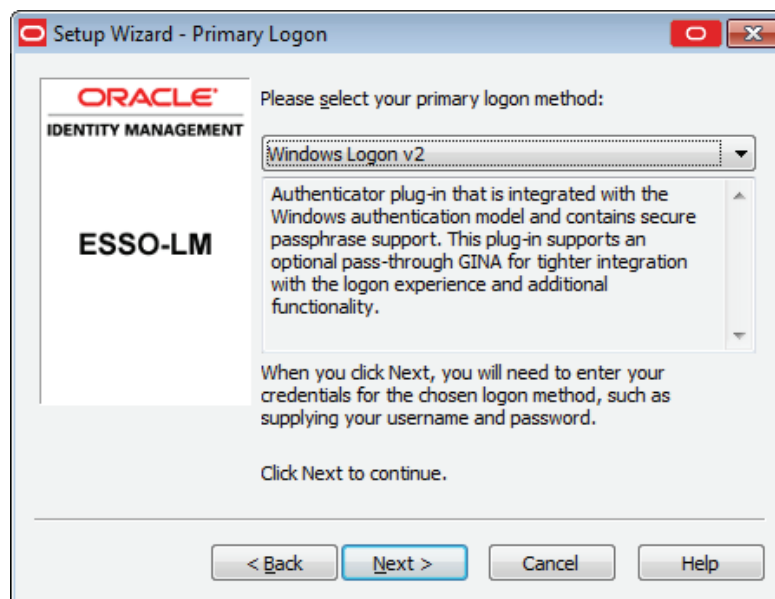 Setup Wizard - Primary Logon
ORACLE
IDENTITY MANAGEMENT
ESSO-LM
Please select your primary logon method:
Windows Logon v2
Authenticator plug-in that is integrated with the
Windows authentication model and contains secure
passphrase support. This plug-in supports an
optional pass-through GINA for tighter integration
with the logon experience and additional
functionality.
When you click Next, you will need to enter your
credentials for the chosen logon method, such as
supplying your username and password.
Click Next to continue.
< Back
Next >
Cancel
Help